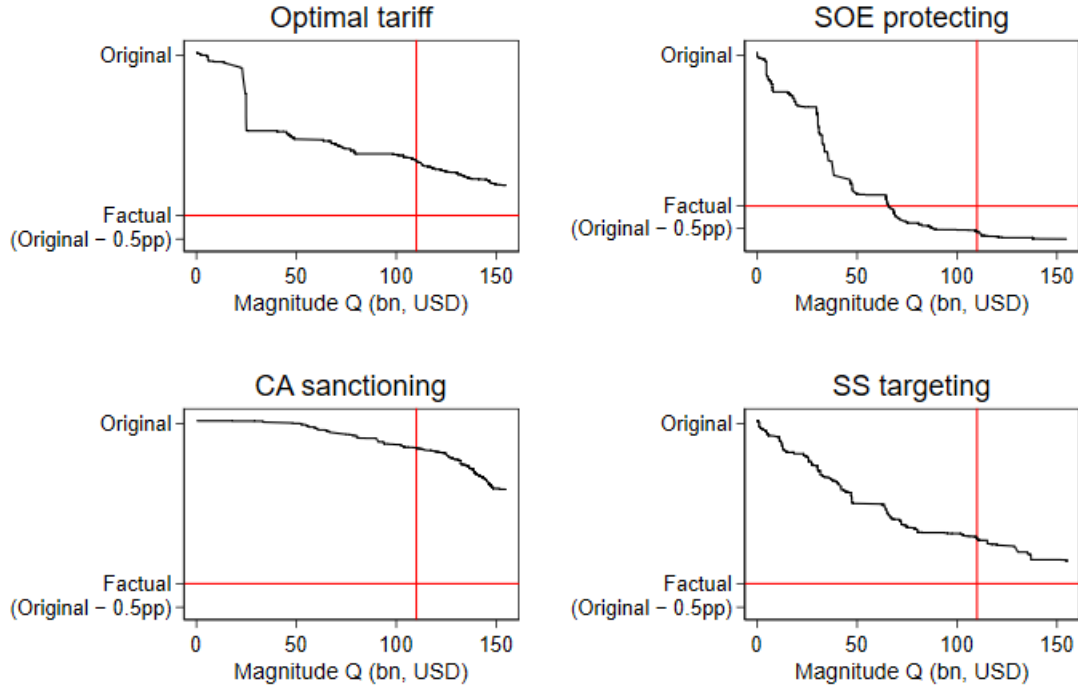 Optimal tariff
Original
Factual
(Original − 0.5pp)
0 50 100 150
Magnitude Q (bn, USD)
SOE protecting
Original
Factual
(Original − 0.5pp)
0 50 100 150
Magnitude Q (bn, USD)
CA sanctioning
Original
Factual
(Original − 0.5pp)
0 50 100 150
Magnitude Q (bn, USD)
SS targeting
Original
Factual
(Original − 0.5pp)
0 50 100 150
Magnitude Q (bn, USD)